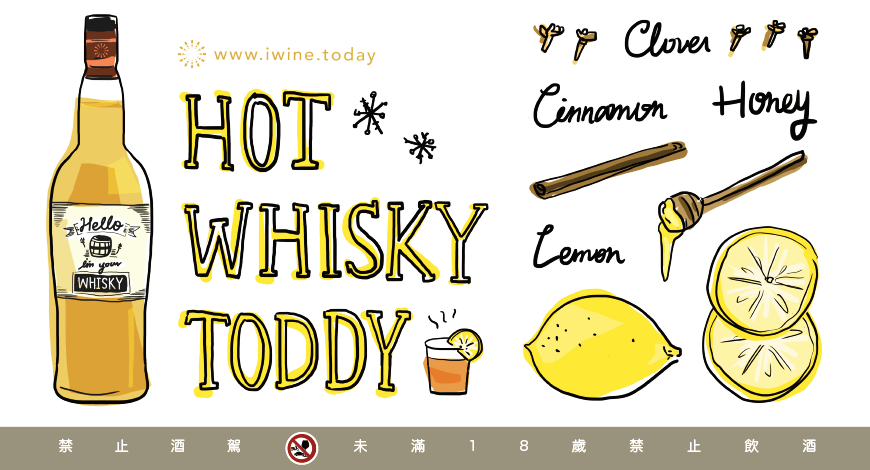 www.iwine.today
HOT
WHISKY
TODDY
Hello
i'm your
WHISKY
Clover
Cinnamon
Honey
Lemon
禁止酒駕 未滿18歲禁止飲酒